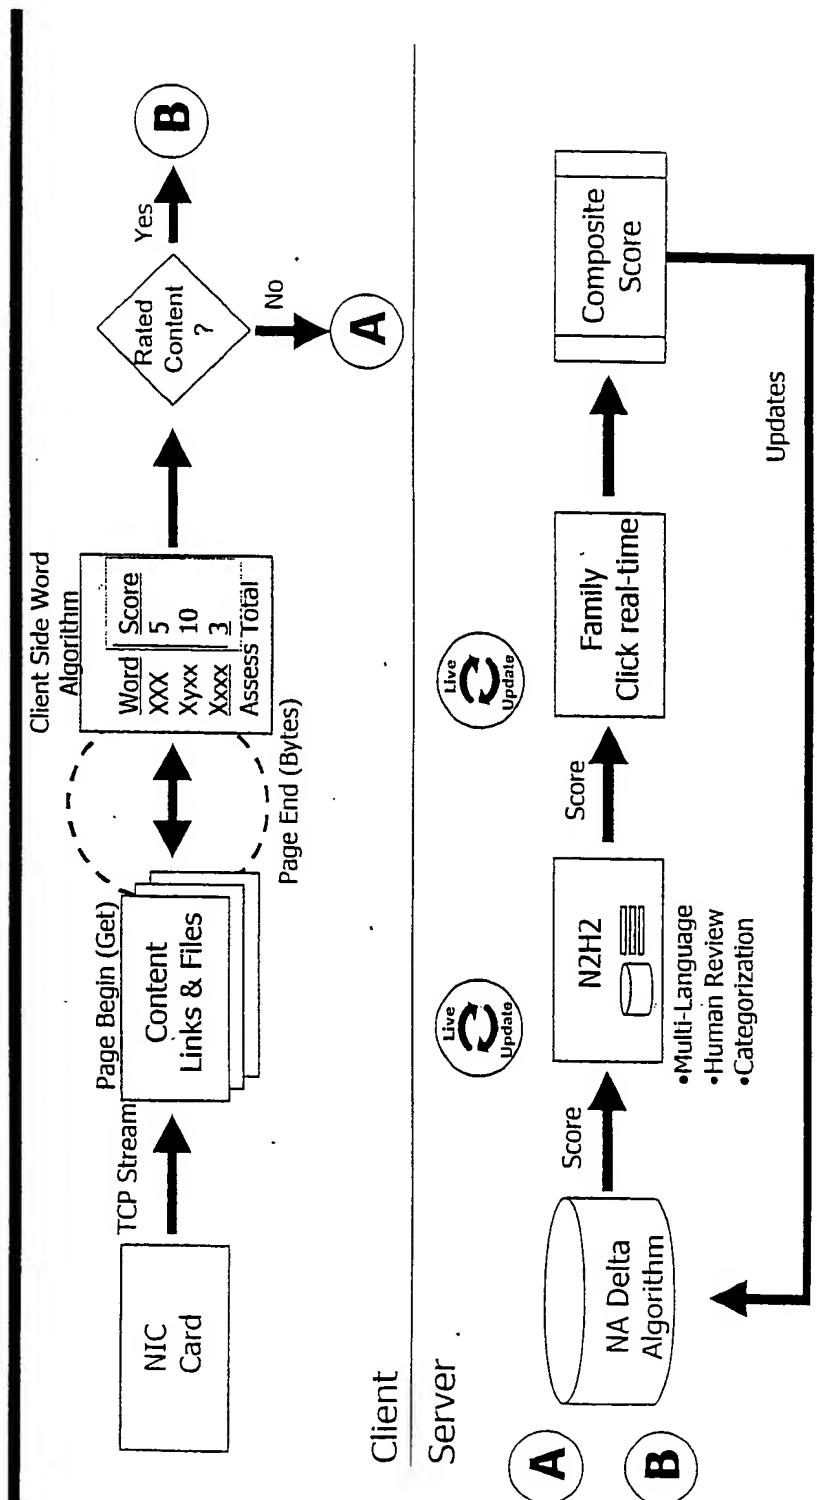 NIC
Card
TCP Stream
Page Begin (Get)
Content
Links & Files
Page End (Bytes)
Client Side Word
Algorithm
Word Score
XXX 5
Xyxx 10
Xxxx 3
Assess Total
Rated
Content
?
Yes
B
No
A
Client
Server
A
B
NA Delta
Algorithm
Score
Live
Update
N2H2
•Multi-Language
•Human Review
•Categorization
Score
Live
Update
Family
Click real-time
Composite
Score
Updates